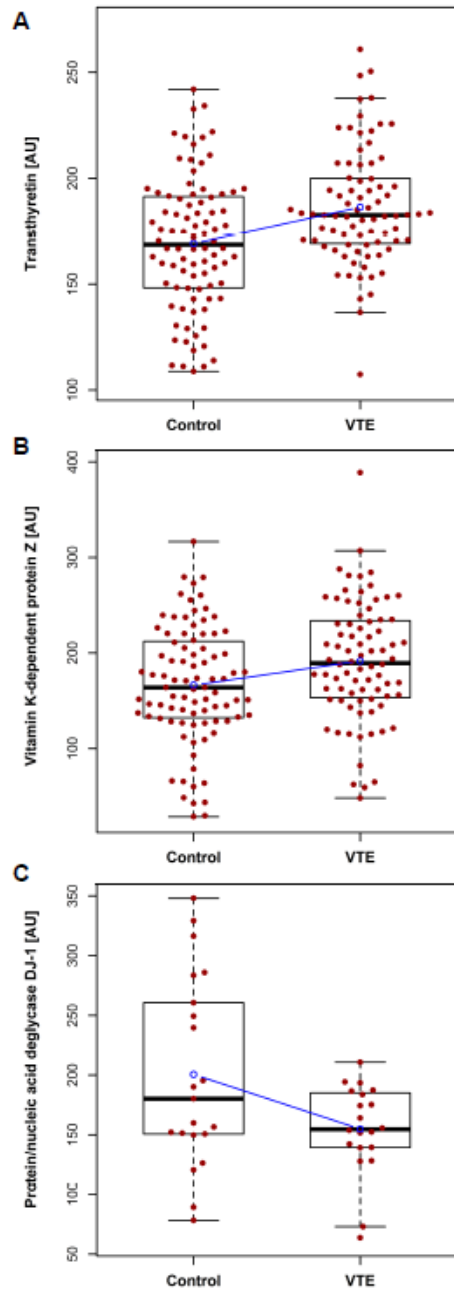 A
Transthyretin [AU]
250
200
150
100
Control VTE
B
Vitamin K-dependent protein Z [AU]
400
300
200
100
Control VTE
C
Protein/nucleic acid deglycase DJ-1 [AU]
350
300
250
200
150
100
50
Control VTE